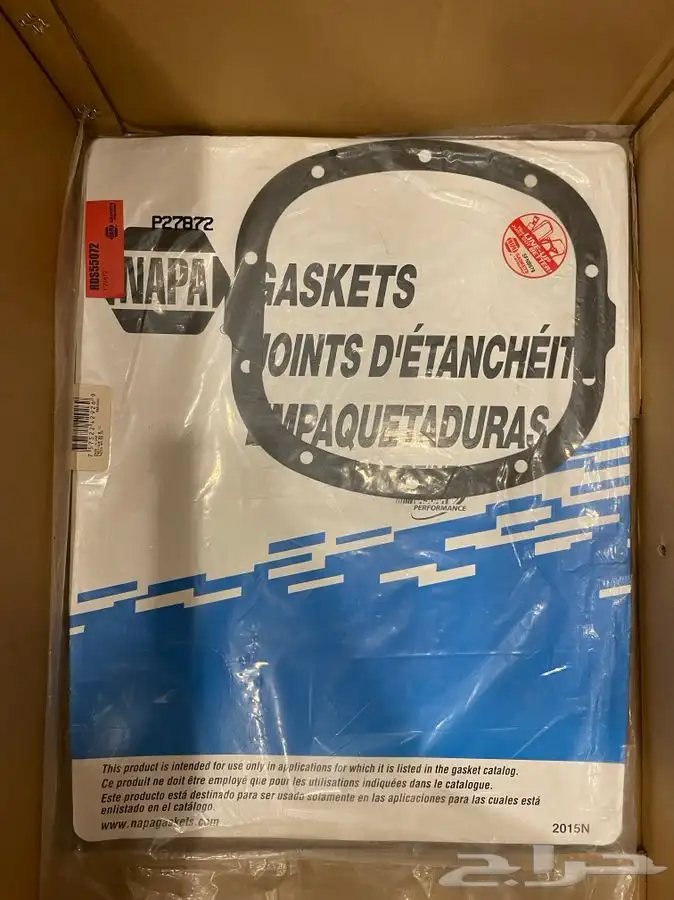 P27872
RDS55072
NAPA
GASKETS
JOINTS D'ÉTANCHÉIT
EMPAQUETADURAS
LINE-UP
PERFORMANCE
This product is intended for use only in applications for which it is listed in the gasket catalog.
Ce produit ne doit être employé que pour les utilisations indiquées dans le catalogue.
Este producto está destinado para ser usado solamente en las aplicaciones para las cuales está
enlistado en el catálogo.
www.napagaskets.com
2015N
حراج